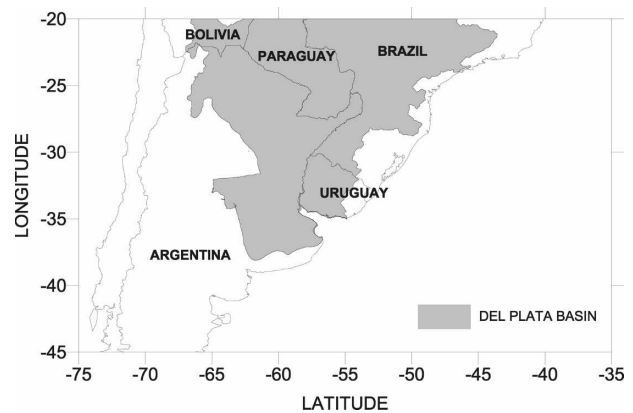 -20
BOLIVIA
PARAGUAY
BRAZIL
-25
-30
URUGUAY
-35
ARGENTINA
-40
DEL PLATA BASIN
-45
-75 -70 -65 -60 -55 -50 -45 -40 -35
LONGITUDE
LATITUDE